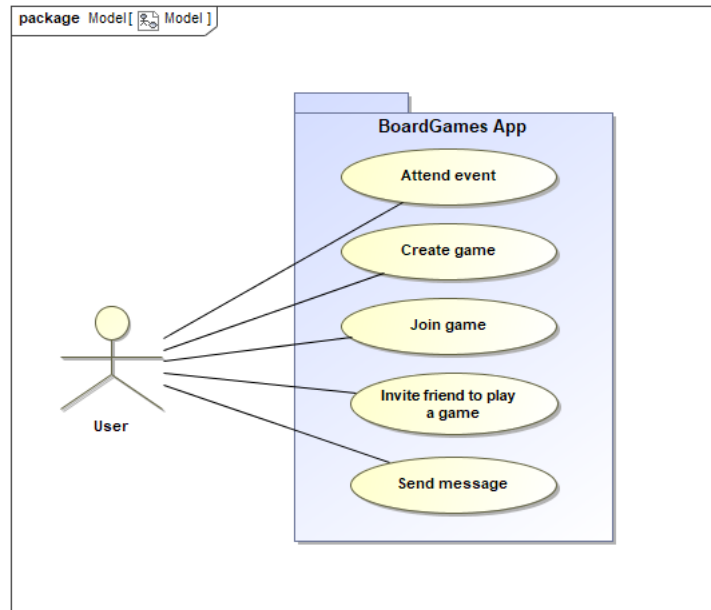 package Model [ Model ]
BoardGames App
Attend event
Create game
Join game
Invite friend to play
a game
Send message
User